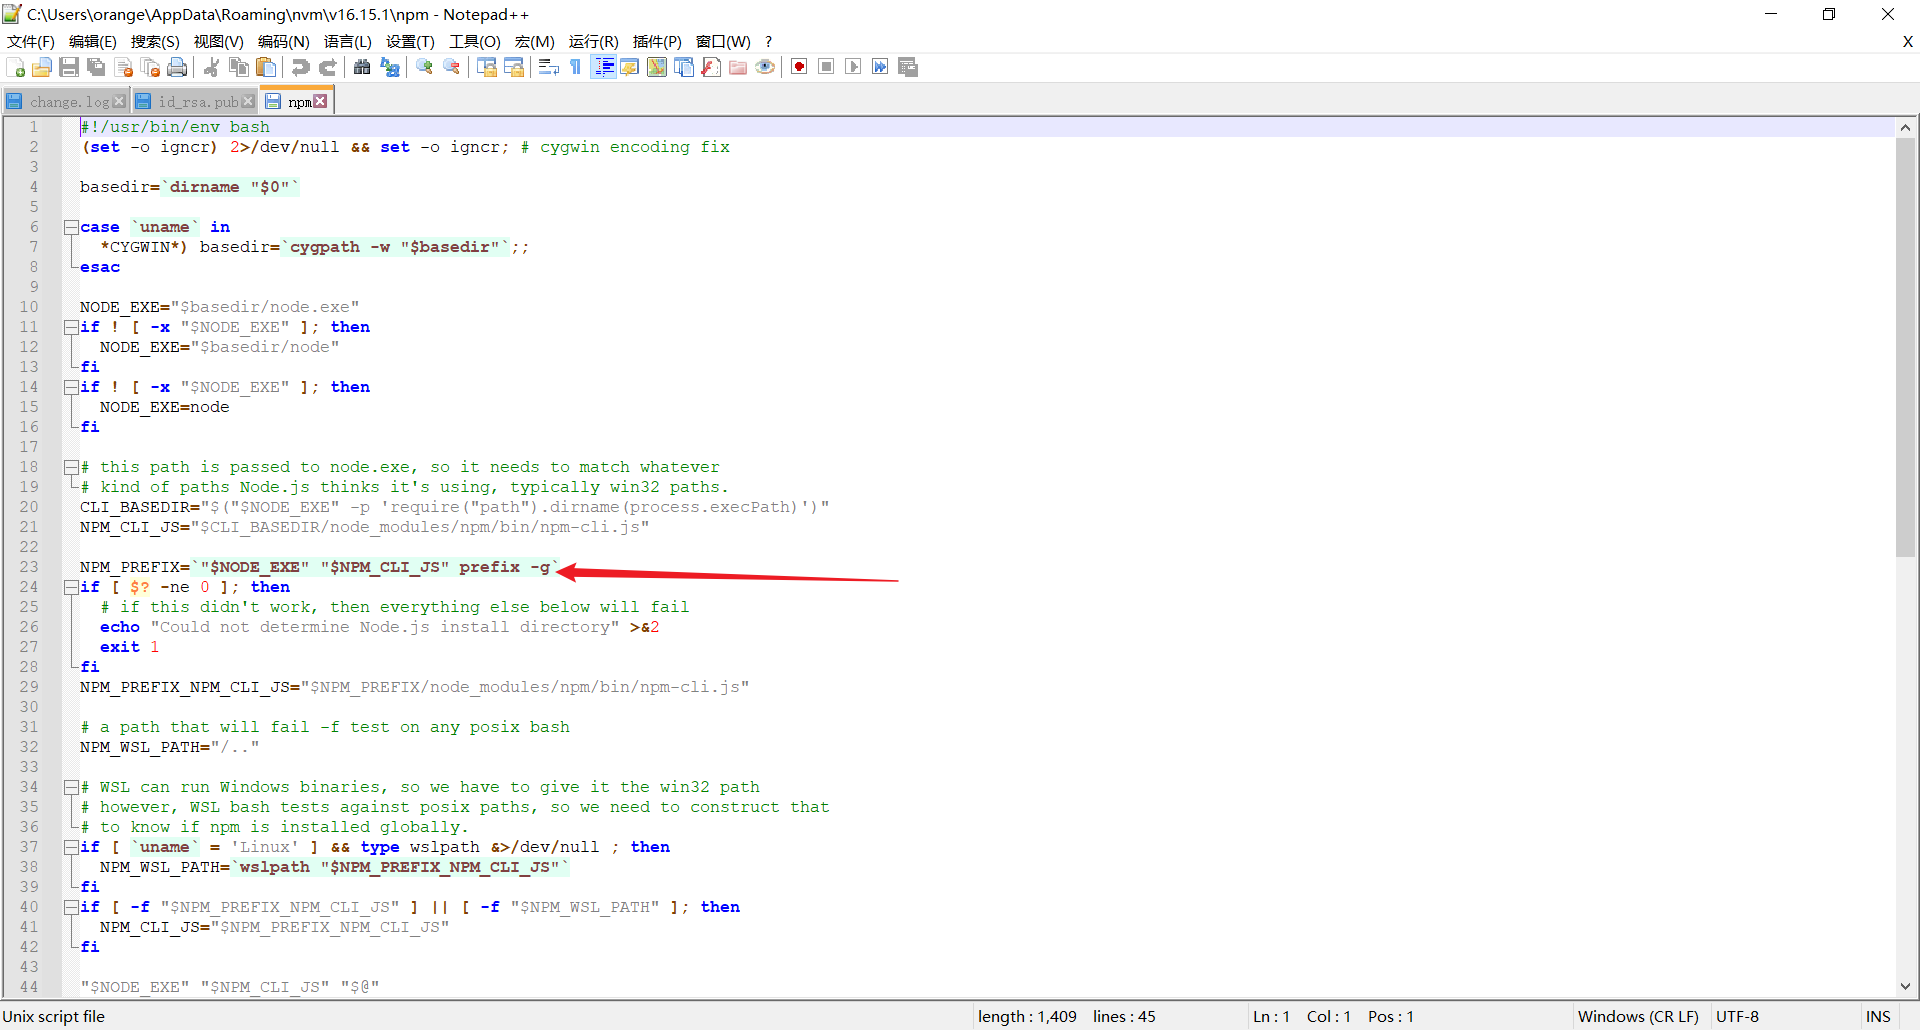 C:\Users\orange\AppData\Roaming\nvm\v16.15.1\npm - Notepad++
文件(F) 编辑(E) 搜索(S) 视图(V) 编码(N) 语言(L) 设置(T) 工具(O) 宏(M) 运行(R) 插件(P) 窗口(W) ? X
change.log id_rsa.pub npm
1 #!/usr/bin/env bash
2 (set -o igncr) 2>/dev/null && set -o igncr; # cygwin encoding fix
3
4 basedir=`dirname "$0"`
5
6 case `uname` in
7 *CYGWIN*) basedir=`cygpath -w "$basedir"`;;
8 esac
9
10 NODE_EXE="$basedir/node.exe"
11 if ! [ -x "$NODE_EXE" ]; then
12 NODE_EXE="$basedir/node"
13 fi
14 if ! [ -x "$NODE_EXE" ]; then
15 NODE_EXE=node
16 fi
17
18 # this path is passed to node.exe, so it needs to match whatever
19 # kind of paths Node.js thinks it's using, typically win32 paths.
20 CLI_BASEDIR="$("$NODE_EXE" -p 'require("path").dirname(process.execPath)')"
21 NPM_CLI_JS="$CLI_BASEDIR/node_modules/npm/bin/npm-cli.js"
22
23 NPM_PREFIX=`"$NODE_EXE" "$NPM_CLI_JS" prefix -g`
24 if [ $? -ne 0 ]; then
25 # if this didn't work, then everything else below will fail
26 echo "Could not determine Node.js install directory" >&2
27 exit 1
28 fi
29 NPM_PREFIX_NPM_CLI_JS="$NPM_PREFIX/node_modules/npm/bin/npm-cli.js"
30
31 # a path that will fail -f test on any posix bash
32 NPM_WSL_PATH="/.."
33
34 # WSL can run Windows binaries, so we have to give it the win32 path
35 # however, WSL bash tests against posix paths, so we need to construct that
36 # to know if npm is installed globally.
37 if [ `uname` = 'Linux' ] && type wslpath &>/dev/null ; then
38 NPM_WSL_PATH=`wslpath "$NPM_PREFIX_NPM_CLI_JS"`
39 fi
40 if [ -f "$NPM_PREFIX_NPM_CLI_JS" ] || [ -f "$NPM_WSL_PATH" ]; then
41 NPM_CLI_JS="$NPM_PREFIX_NPM_CLI_JS"
42 fi
43
44 "$NODE_EXE" "$NPM_CLI_JS" "$@"
Unix script file length : 1,409 lines : 45 Ln : 1 Col : 1 Pos : 1 Windows (CR LF) UTF-8 INS